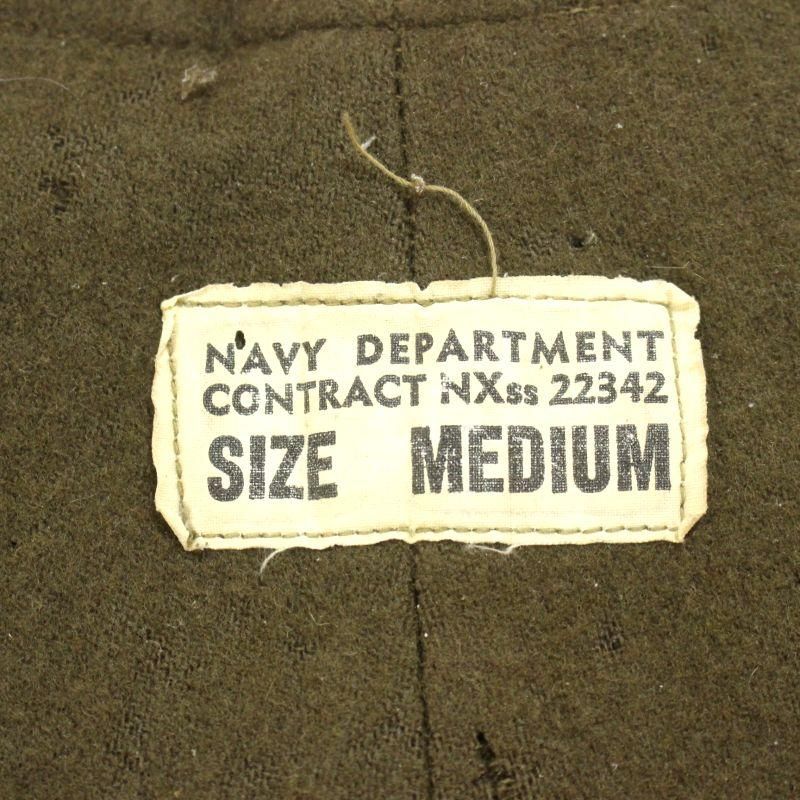 NAVY DEPARTMENT
CONTRACT NXss 22342
SIZE MEDIUM